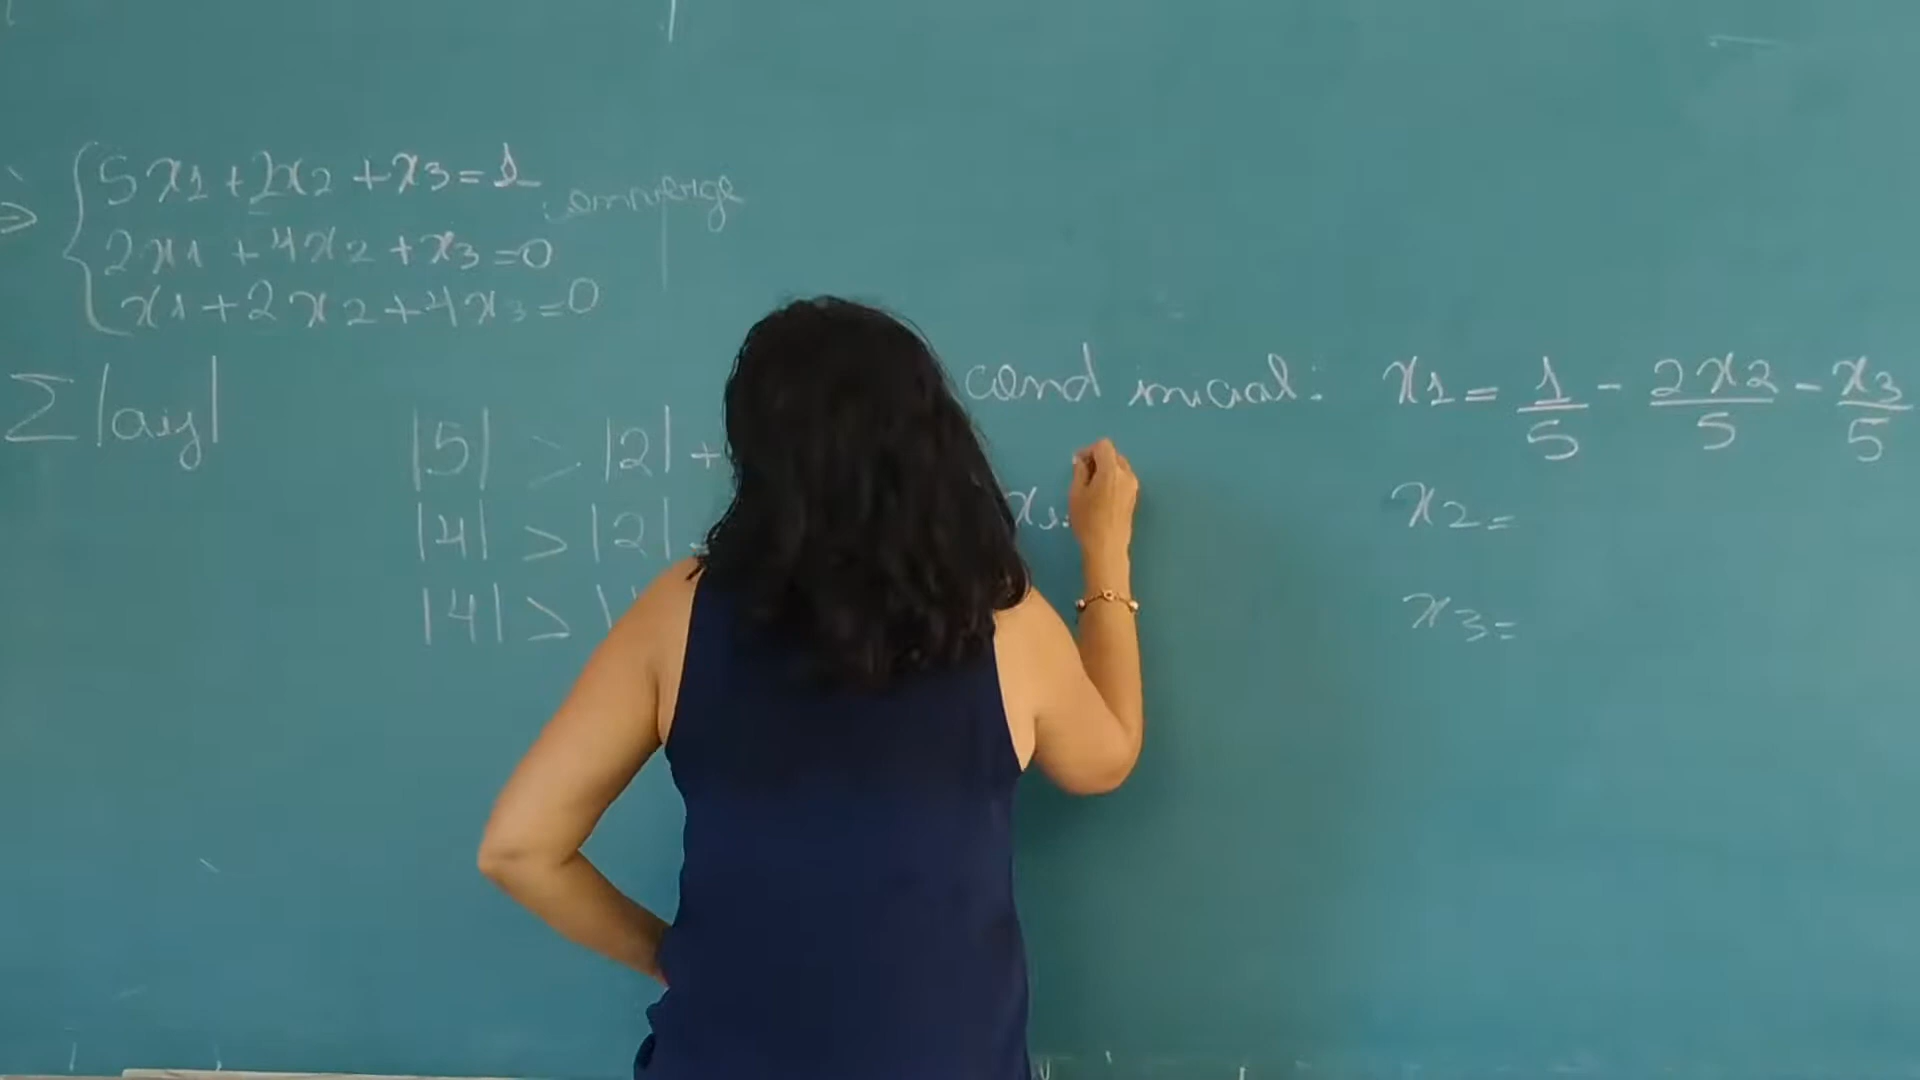 ⇒ { 5x1 + 2x2 + x3 = 1 : converge
2x1 + 4x2 + x3 = 0
x1 + 2x2 + 4x3 = 0
Σ |aij|
|5| > |2| +
|4| > |2| +
|4| > |
cond inicial:
x1
x1 = 1/5 - 2x2/5 - x3/5
x2 =
x3 =